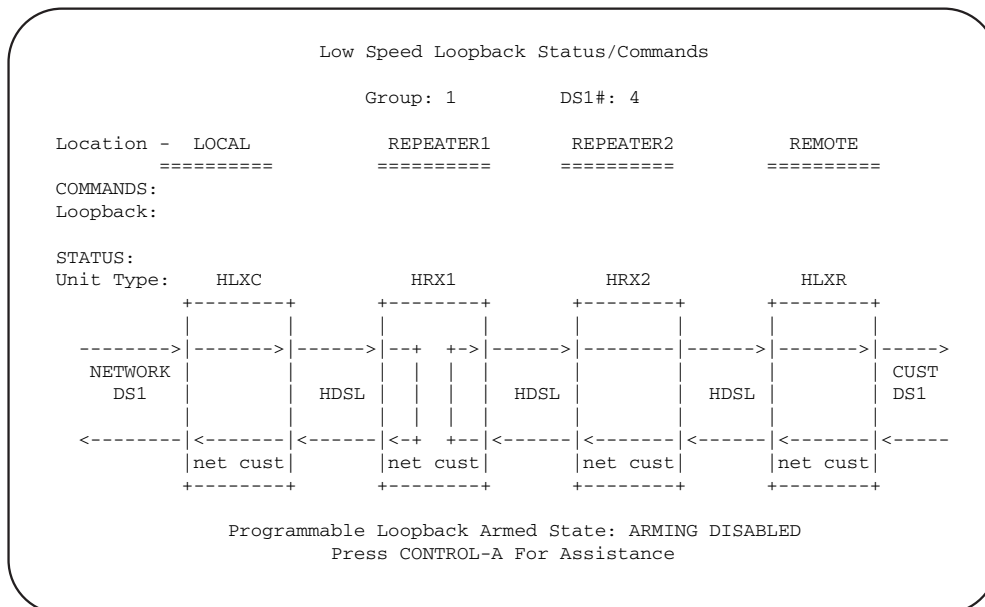 Low Speed Loopback Status/Commands
Group: 1 DS1#: 4
Location - LOCAL REPEATER1 REPEATER2 REMOTE
========== ========== ========== ==========
COMMANDS:
Loopback:
STATUS:
Unit Type: HLXC HRX1 HRX2 HLXR
+--------+ +--------+ +--------+ +--------+
| | | | | | | |
-------->|------->|------>|--+ +->|------>|--------|------>|------->|----->
NETWORK | | | | | | | | | | CUST
DS1 | | HDSL | | | | HDSL | | HDSL | | DS1
| | | | | | | | | |
<--------|<-------|<------|<-+ +--|<------|<-------|<------|<-------|<-----
|net cust| |net cust| |net cust| |net cust|
+--------+ +--------+ +--------+ +--------+
Programmable Loopback Armed State: ARMING DISABLED
Press CONTROL-A For Assistance